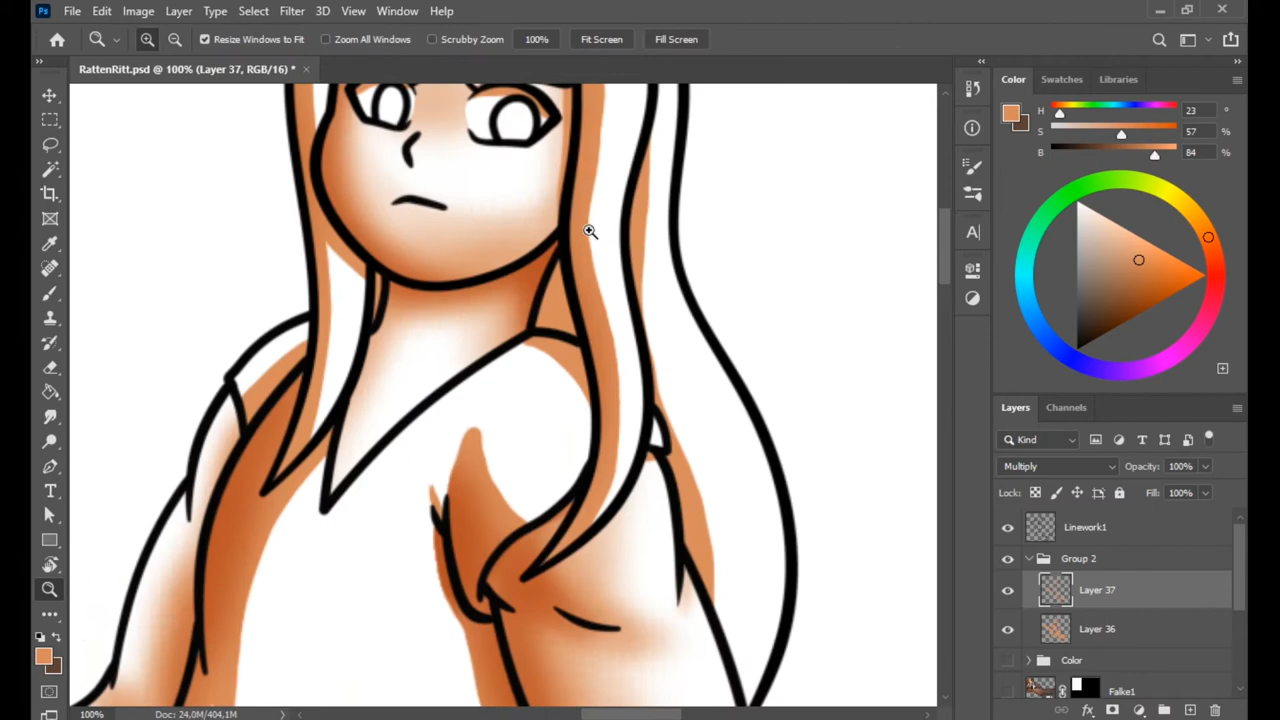 Ps File Edit Image Layer Type Select Filter 3D View Window Help
Resize Windows to Fit Zoom All Windows Scrubby Zoom 100% Fit Screen Fill Screen
RattenRitt.psd @ 100% (Layer 37, RGB/16) *
Color Swatches Libraries
H 23 °
S 57 %
B 84 %
Layers Channels
Kind
Multiply Opacity: 100%
Lock: Fill: 100%
Linework1
Group 2
Layer 37
Layer 36
Color
Falke1
100% Doc: 24,0M/404,1M